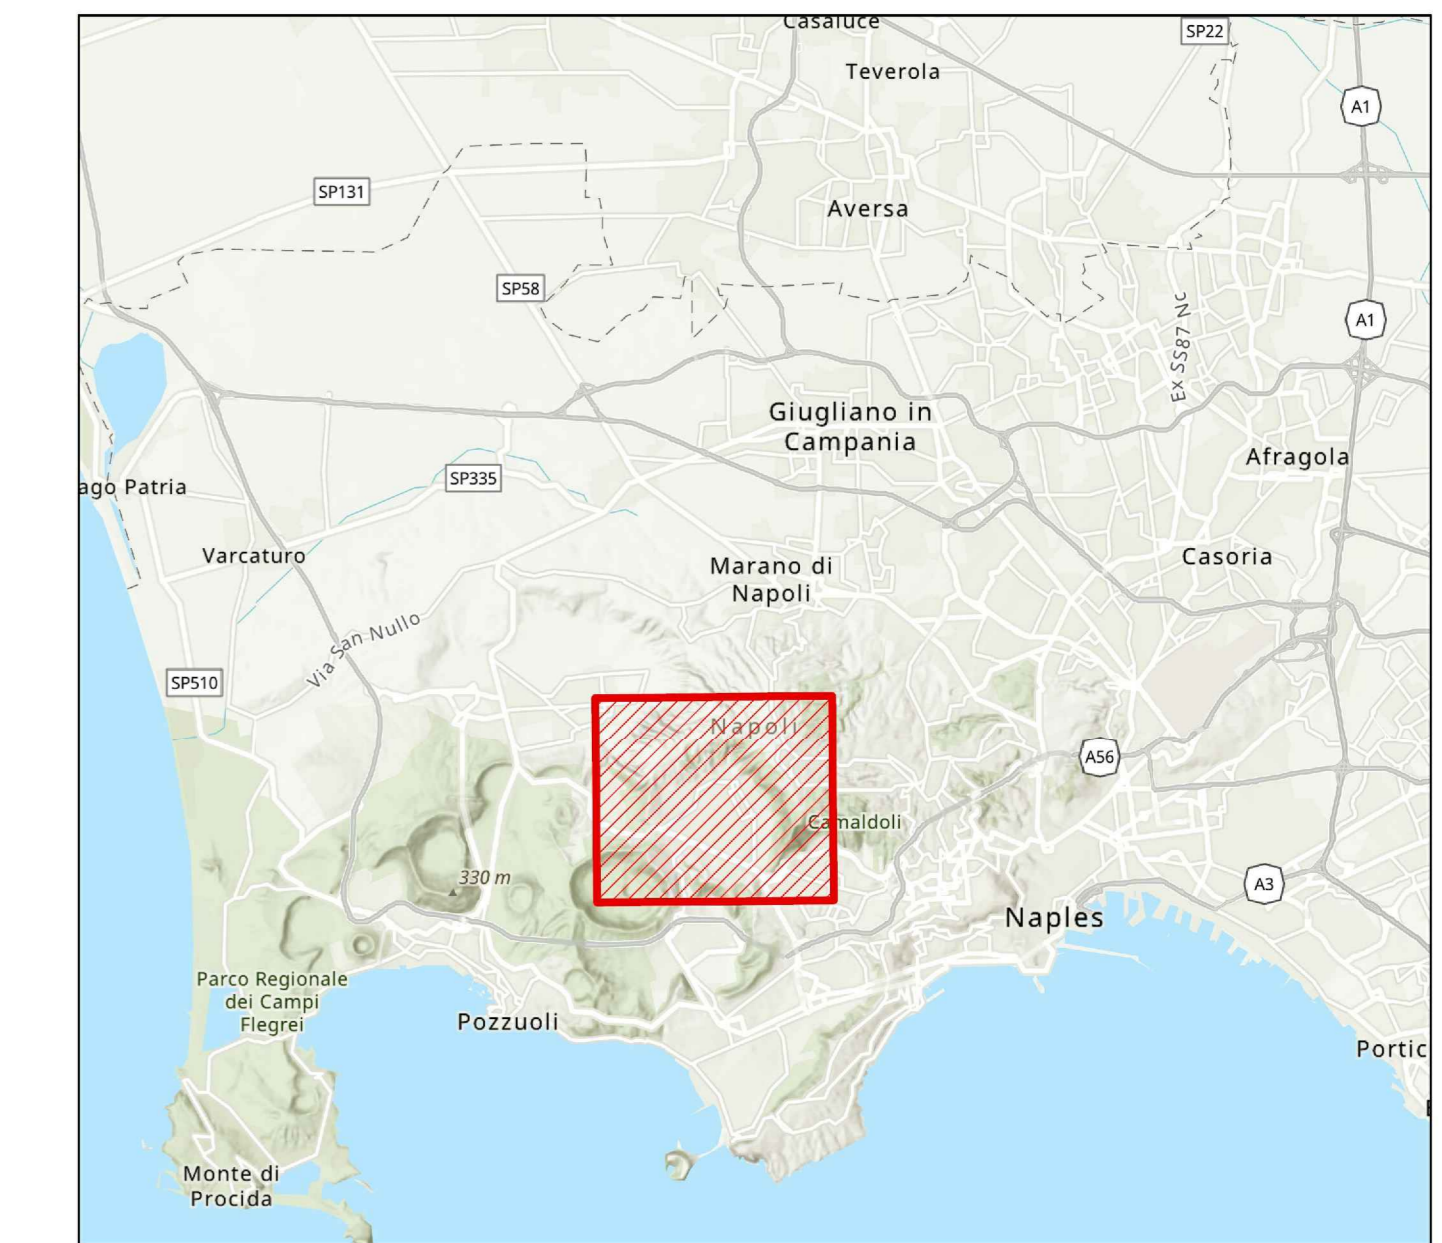 Casaluce
SP22
Teverola
A1
SP131
Aversa
SP58
A1
Ex SS87 NC
Giugliano in
Campania
Afragola
SP335
ago Patria
Varcaturo
Casoria
Marano di
Napoli
Via San Nullo
SP510
Napoli
A56
Camaldoli
330 m
A3
Naples
Parco Regionale
dei Campi
Flegrei
Pozzuoli
Portic
Monte di
Procida